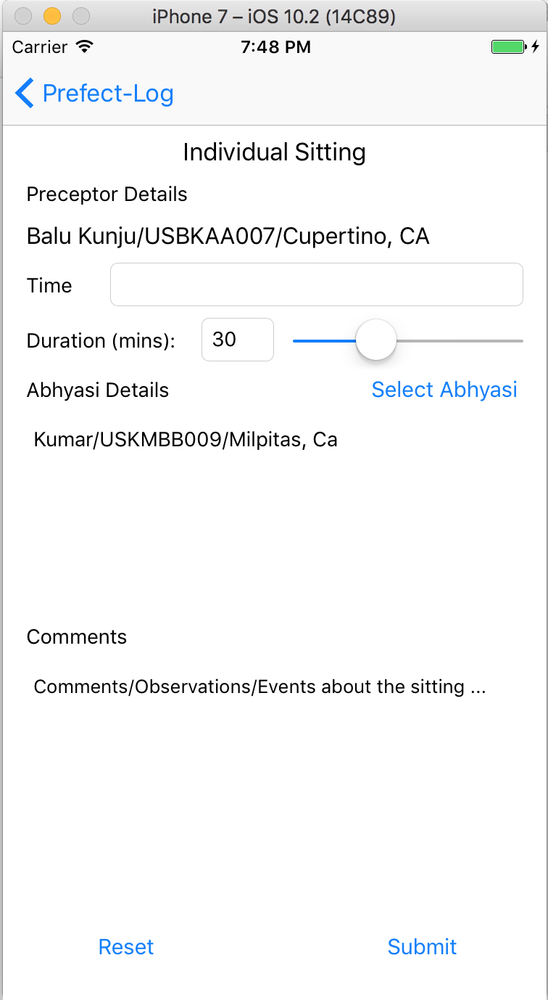 iPhone 7 – iOS 10.2 (14C89)
Carrier 7:48 PM
Prefect-Log
Individual Sitting
Preceptor Details
Balu Kunju/USBKAA007/Cupertino, CA
Time
Duration (mins): 30
Abhyasi Details Select Abhyasi
Kumar/USKMBB009/Milpitas, Ca
Comments
Comments/Observations/Events about the sitting ...
Reset Submit